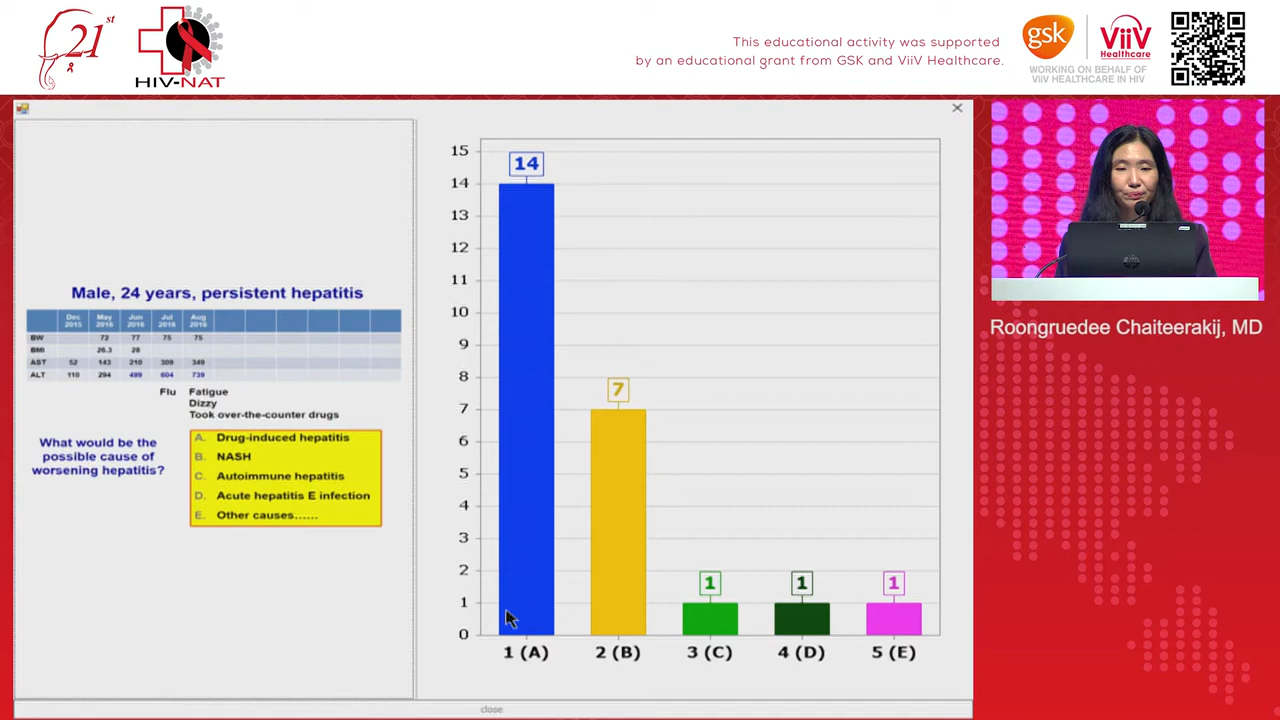 21st
HIV-NAT
This educational activity was supported
by an educational grant from GSK and ViiV Healthcare.
gsk
ViiV
Healthcare
WORKING ON BEHALF OF
VIIV HEALTHCARE IN HIV
Male, 24 years, persistent hepatitis
Dec 2015 May 2016 Jun 2016 Jul 2016 Aug 2016
BW 72 77 75 75
BMI 26.3 28
AST 52 143 210 309 349
ALT 110 294 499 604 739
Flu Fatigue
Dizzy
Took over-the-counter drugs
What would be the
possible cause of
worsening hepatitis?
A. Drug-induced hepatitis
B. NASH
C. Autoimmune hepatitis
D. Acute hepatitis E infection
E. Other causes......
15
14
13
12
11
10
9
8
7
6
5
4
3
2
1
0
14
7
1
1
1
1 (A) 2 (B) 3 (C) 4 (D) 5 (E)
close
Roongruedee Chaiteerakij, MD